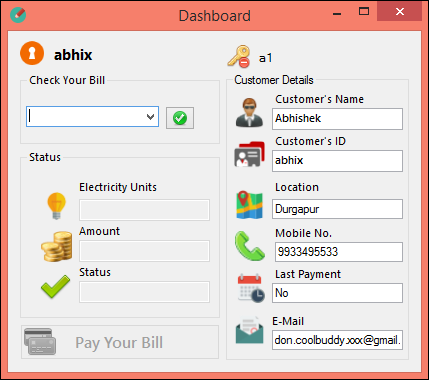 Dashboard
abhix
a1
Check Your Bill
Status
Electricity Units
Amount
Status
Pay Your Bill
Customer Details
Customer's Name
Abhishek
Customer's ID
abhix
Location
Durgapur
Mobile No.
9933495533
Last Payment
No
E-Mail
don.coolbuddy.xxx@gmail.